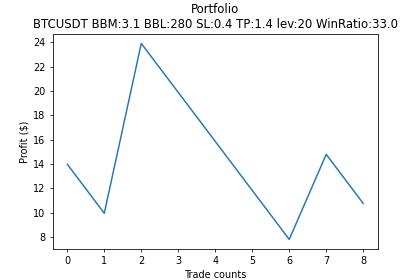 Portfolio
BTCUSDT BBM:3.1 BBL:280 SL:0.4 TP:1.4 lev:20 WinRatio:33.0
24
22
20
18
16
14
12
10
8
Profit ($)
0 1 2 3 4 5 6 7 8
Trade counts